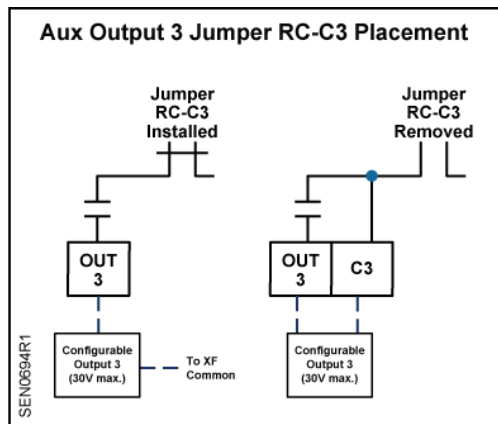 Aux Output 3 Jumper RC-C3 Placement
Jumper
RC-C3
Installed
OUT
3
Configurable
Output 3
(30V max.)
To XF
Common
Jumper
RC-C3
Removed
OUT
3
C3
Configurable
Output 3
(30V max.)
SEN0694R1